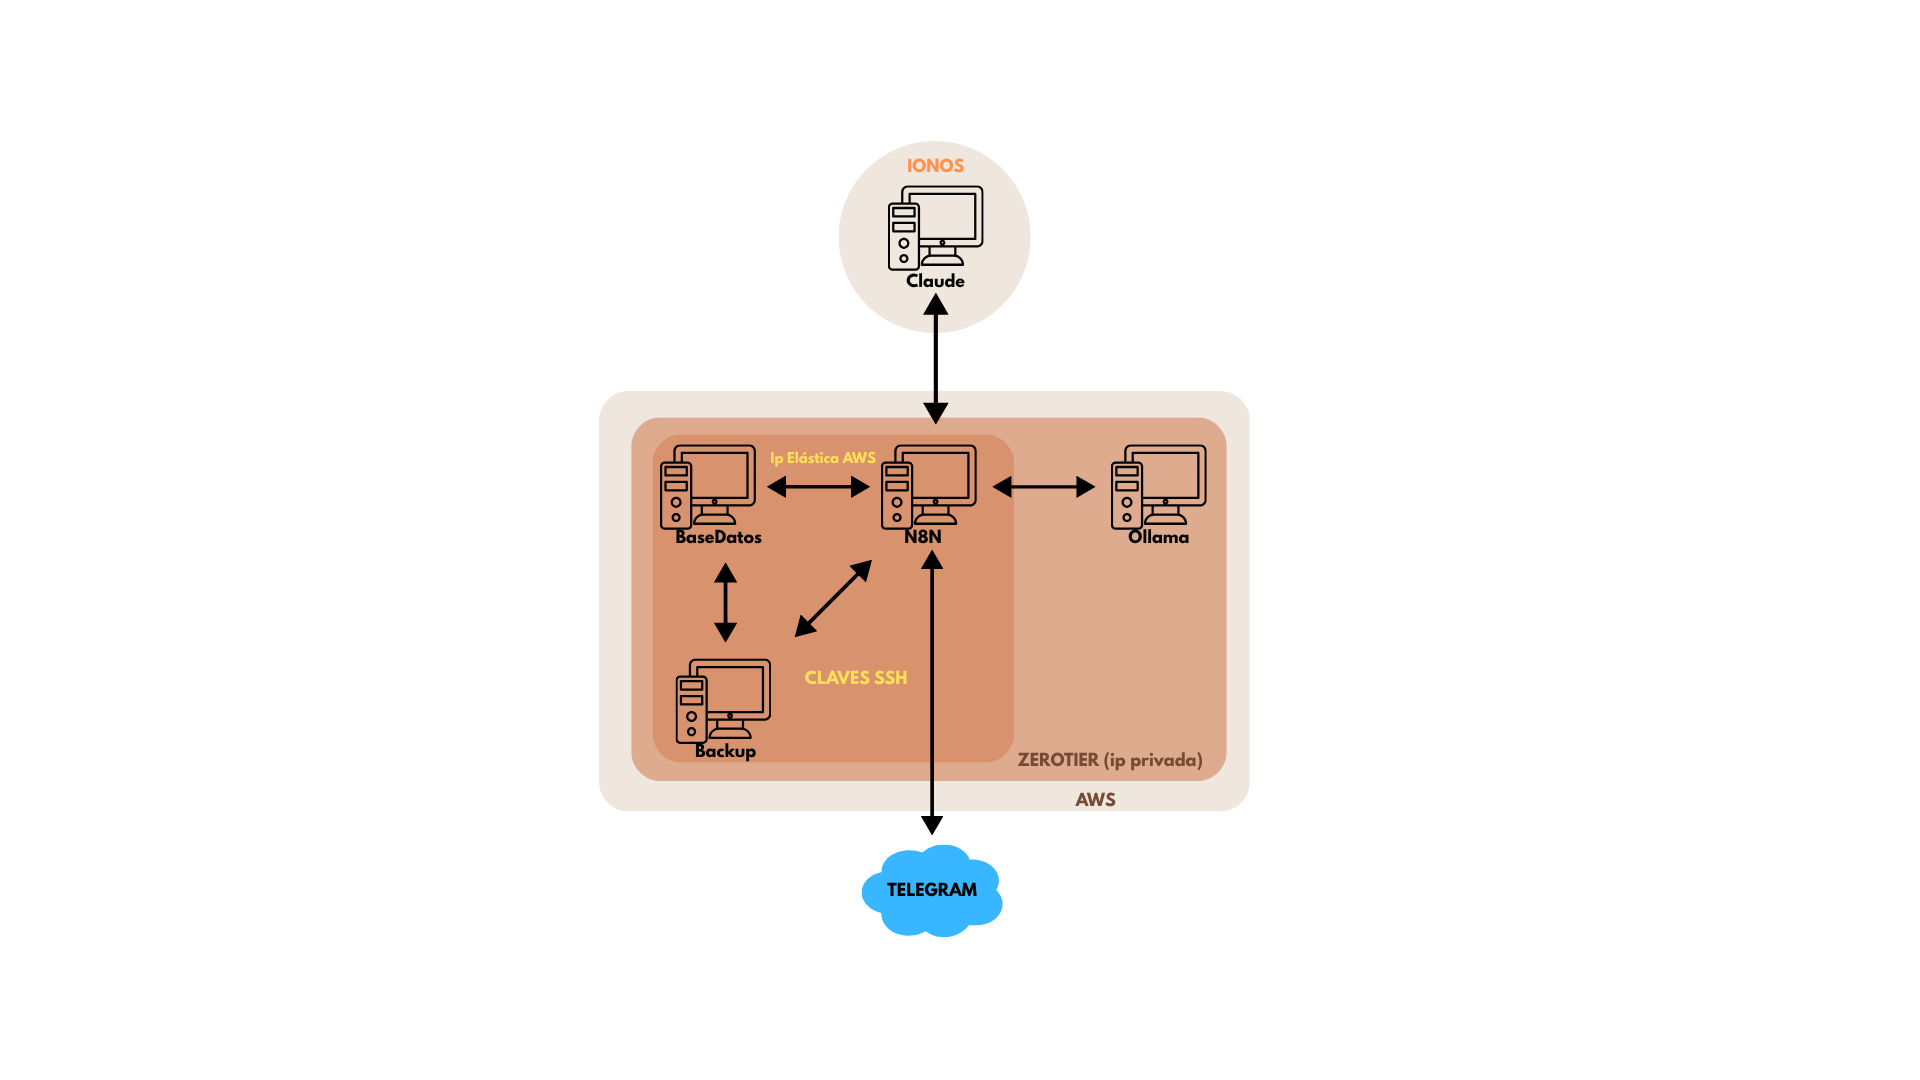 IONOS
Claude
Ip Elástica AWS
BaseDatos
N8N
Ollama
CLAVES SSH
Backup
ZEROTIER (ip privada)
AWS
TELEGRAM